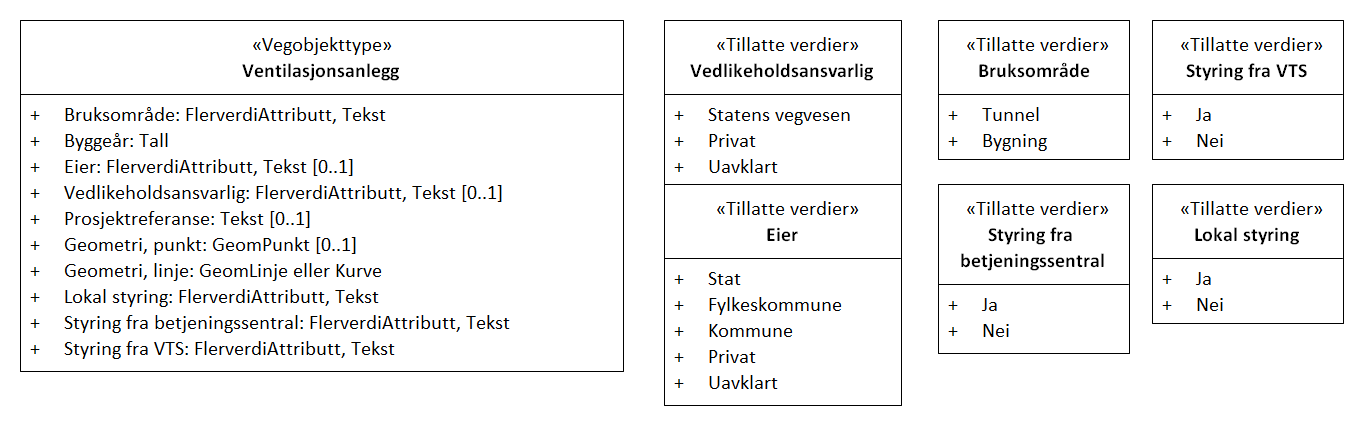 «Vegobjekttype»
Ventilasjonsanlegg
+ Bruksområde: FlerverdiAttributt, Tekst
+ Byggeår: Tall
+ Eier: FlerverdiAttributt, Tekst [0..1]
+ Vedlikeholdsansvarlig: FlerverdiAttributt, Tekst [0..1]
+ Prosjektreferanse: Tekst [0..1]
+ Geometri, punkt: GeomPunkt [0..1]
+ Geometri, linje: GeomLinje eller Kurve
+ Lokal styring: FlerverdiAttributt, Tekst
+ Styring fra betjeningssentral: FlerverdiAttributt, Tekst
+ Styring fra VTS: FlerverdiAttributt, Tekst
«Tillatte verdier»
Vedlikeholdsansvarlig
+ Statens vegvesen
+ Privat
+ Uavklart
«Tillatte verdier»
Eier
+ Stat
+ Fylkeskommune
+ Kommune
+ Privat
+ Uavklart
«Tillatte verdier»
Bruksområde
+ Tunnel
+ Bygning
«Tillatte verdier»
Styring fra
betjeningssentral
+ Ja
+ Nei
«Tillatte verdier»
Styring fra VTS
+ Ja
+ Nei
«Tillatte verdier»
Lokal styring
+ Ja
+ Nei